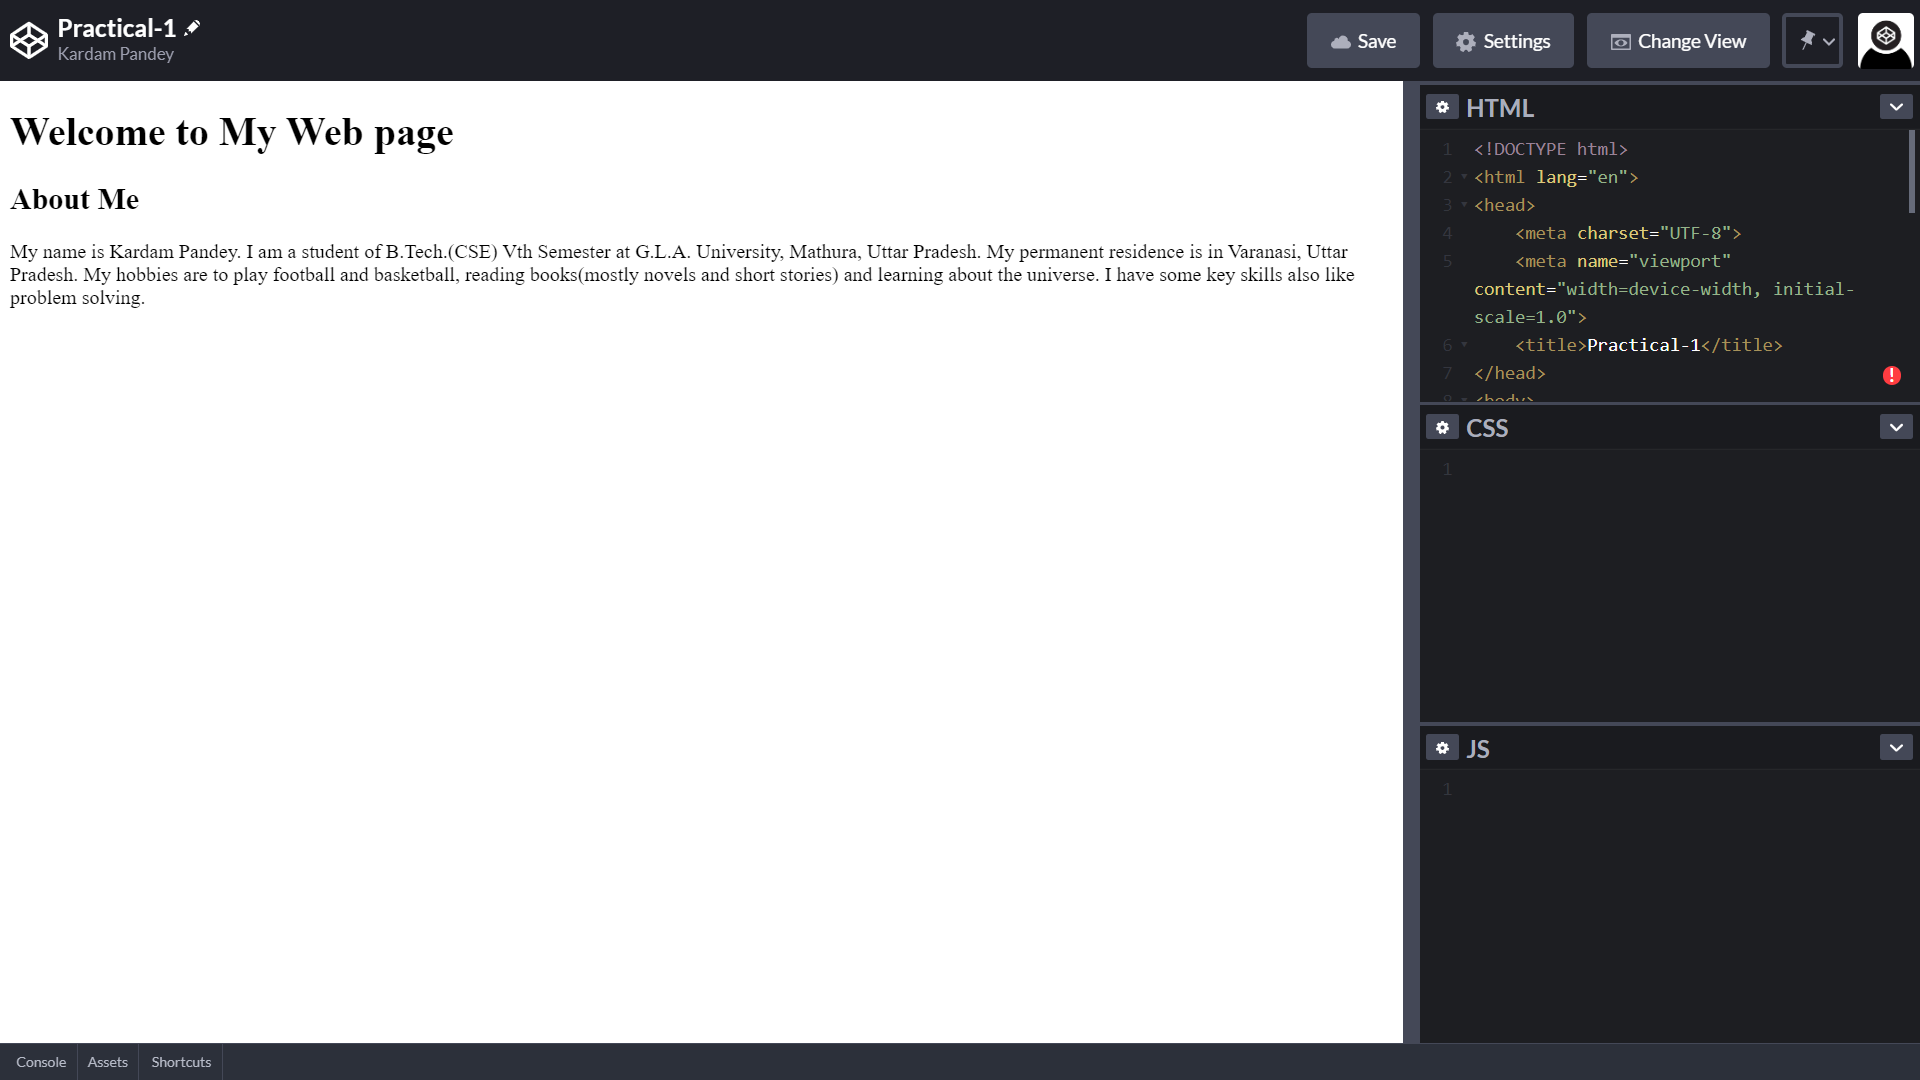 Practical-1
Kardam Pandey
Save
Settings
Change View
Welcome to My Web page
About Me
My name is Kardam Pandey. I am a student of B.Tech.(CSE) Vth Semester at G.L.A. University, Mathura, Uttar Pradesh. My permanent residence is in Varanasi, Uttar
Pradesh. My hobbies are to play football and basketball, reading books(mostly novels and short stories) and learning about the universe. I have some key skills also like
problem solving.
HTML
1 <!DOCTYPE html>
2 <html lang="en">
3 <head>
4 <meta charset="UTF-8">
5 <meta name="viewport"
content="width=device-width, initial-
scale=1.0">
6 <title>Practical-1</title>
7 </head>
8 <body>
CSS
1
JS
1
Console
Assets
Shortcuts